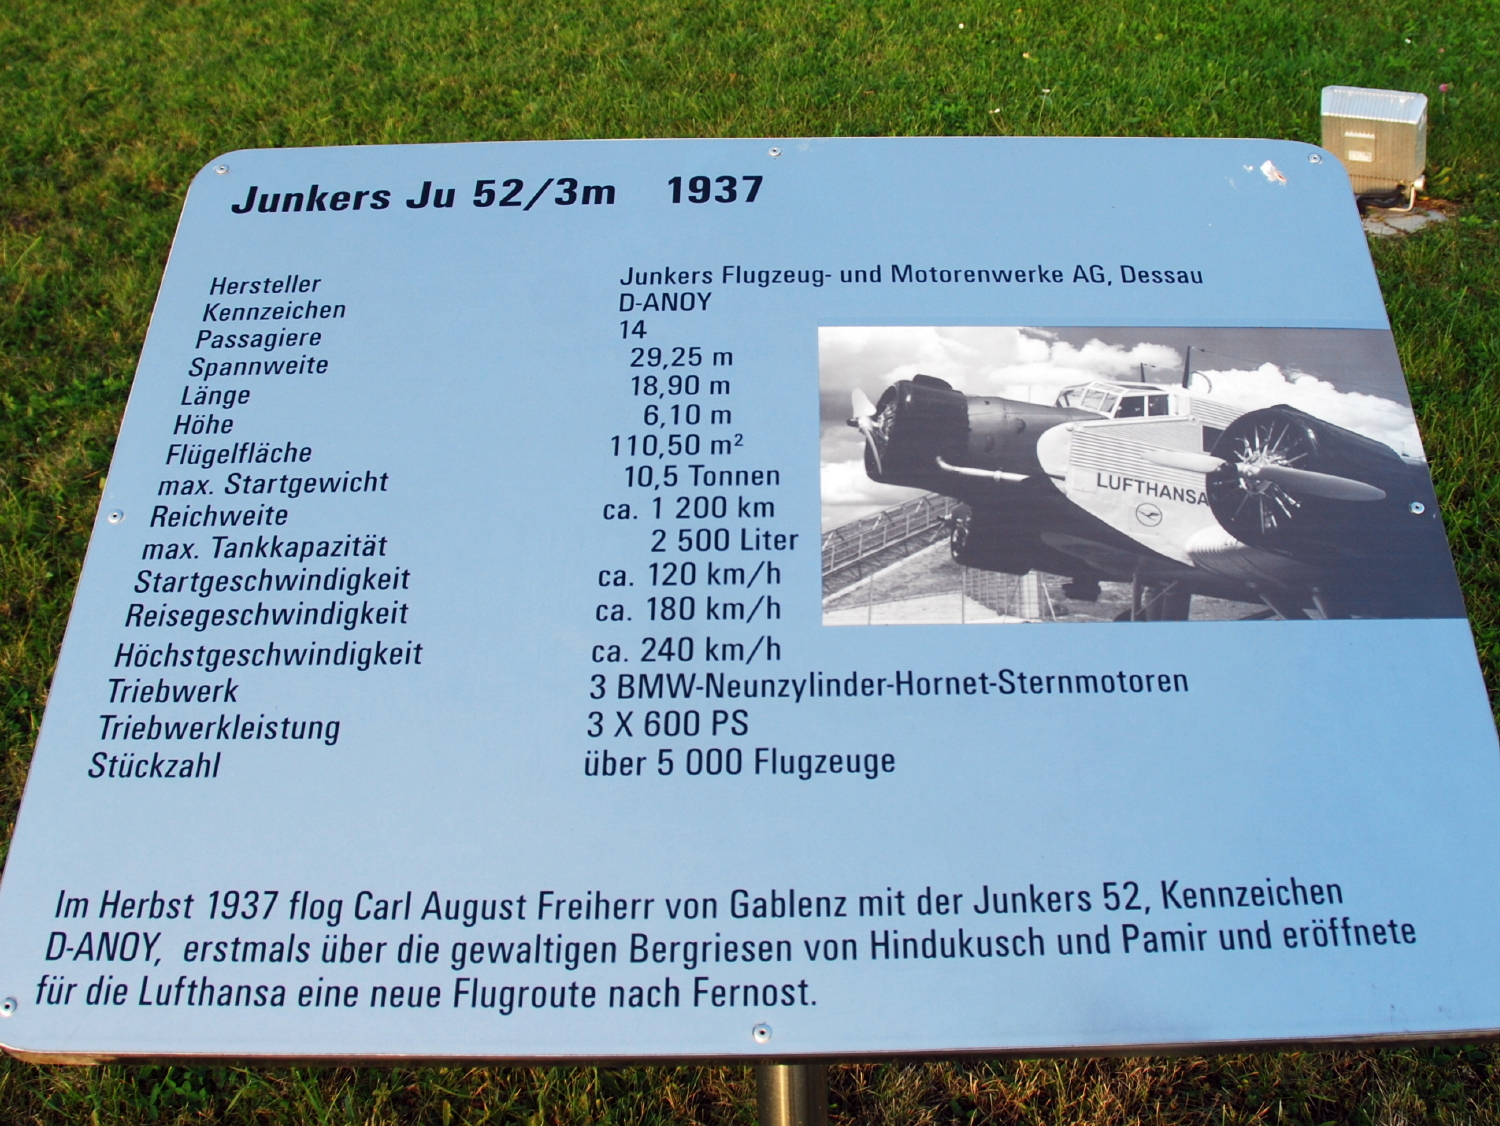 Junkers Ju 52/3m 1937
Hersteller Junkers Flugzeug- und Motorenwerke AG, Dessau
Kennzeichen D-ANOY
Passagiere 14
Spannweite 29,25 m
Länge 18,90 m
Höhe 6,10 m
Flügelfläche 110,50 m²
max. Startgewicht 10,5 Tonnen
Reichweite ca. 1 200 km
max. Tankkapazität 2 500 Liter
Startgeschwindigkeit ca. 120 km/h
Reisegeschwindigkeit ca. 180 km/h
Höchstgeschwindigkeit ca. 240 km/h
Triebwerk 3 BMW-Neunzylinder-Hornet-Sternmotoren
Triebwerkleistung 3 X 600 PS
Stückzahl über 5 000 Flugzeuge
LUFTHANSA
Im Herbst 1937 flog Carl August Freiherr von Gablenz mit der Junkers 52, Kennzeichen
D-ANOY, erstmals über die gewaltigen Bergriesen von Hindukusch und Pamir und eröffnete
für die Lufthansa eine neue Flugroute nach Fernost.